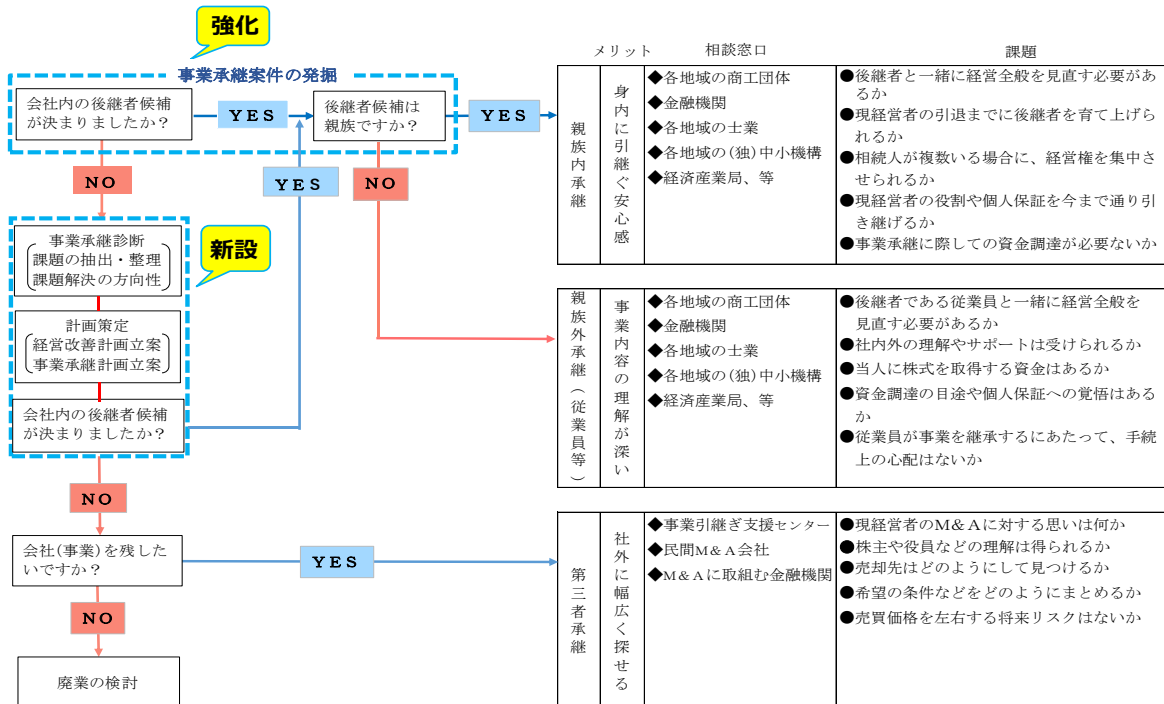 強化
事業承継案件の発掘
会社内の後継者候補
が決まりましたか？
YES
後継者候補は
親族ですか？
YES
NO
YES
NO
新設
事業承継診断
課題の抽出・整理
課題解決の方向性
計画策定
経営改善計画立案
事業承継計画立案
会社内の後継者候補
が決まりましたか？
NO
会社(事業)を残した
いですか？
YES
NO
廃業の検討
メリット
相談窓口
課題
親族内承継
身内に引継ぐ安心感
◆各地域の商工団体
◆金融機関
◆各地域の士業
◆各地域の(独)中小機構
◆経済産業局、等
●後継者と一緒に経営全般を見直す必要があ
るか
●現経営者の引退までに後継者を育て上げら
れるか
●相続人が複数いる場合に、経営権を集中さ
せられるか
●現経営者の役割や個人保証を今まで通り引
き継げるか
●事業承継に際しての資金調達が必要ないか
親族外承継（従業員等）
事業内容の理解が深い
◆各地域の商工団体
◆金融機関
◆各地域の士業
◆各地域の(独)中小機構
◆経済産業局、等
●後継者である従業員と一緒に経営全般を
見直す必要があるか
●社内外の理解やサポートは受けられるか
●当人に株式を取得する資金はあるか
●資金調達の目途や個人保証への覚悟はある
か
●従業員が事業を継承するにあたって、手続
上の心配はないか
第三者承継
社外に幅広く探せる
◆事業引継ぎ支援センター
◆民間M&A会社
◆M&Aに取組む金融機関
●現経営者のM&Aに対する思いは何か
●株主や役員などの理解は得られるか
●売却先はどのようにして見つけるか
●希望の条件などをどのようにまとめるか
●売買価格を左右する将来リスクはないか